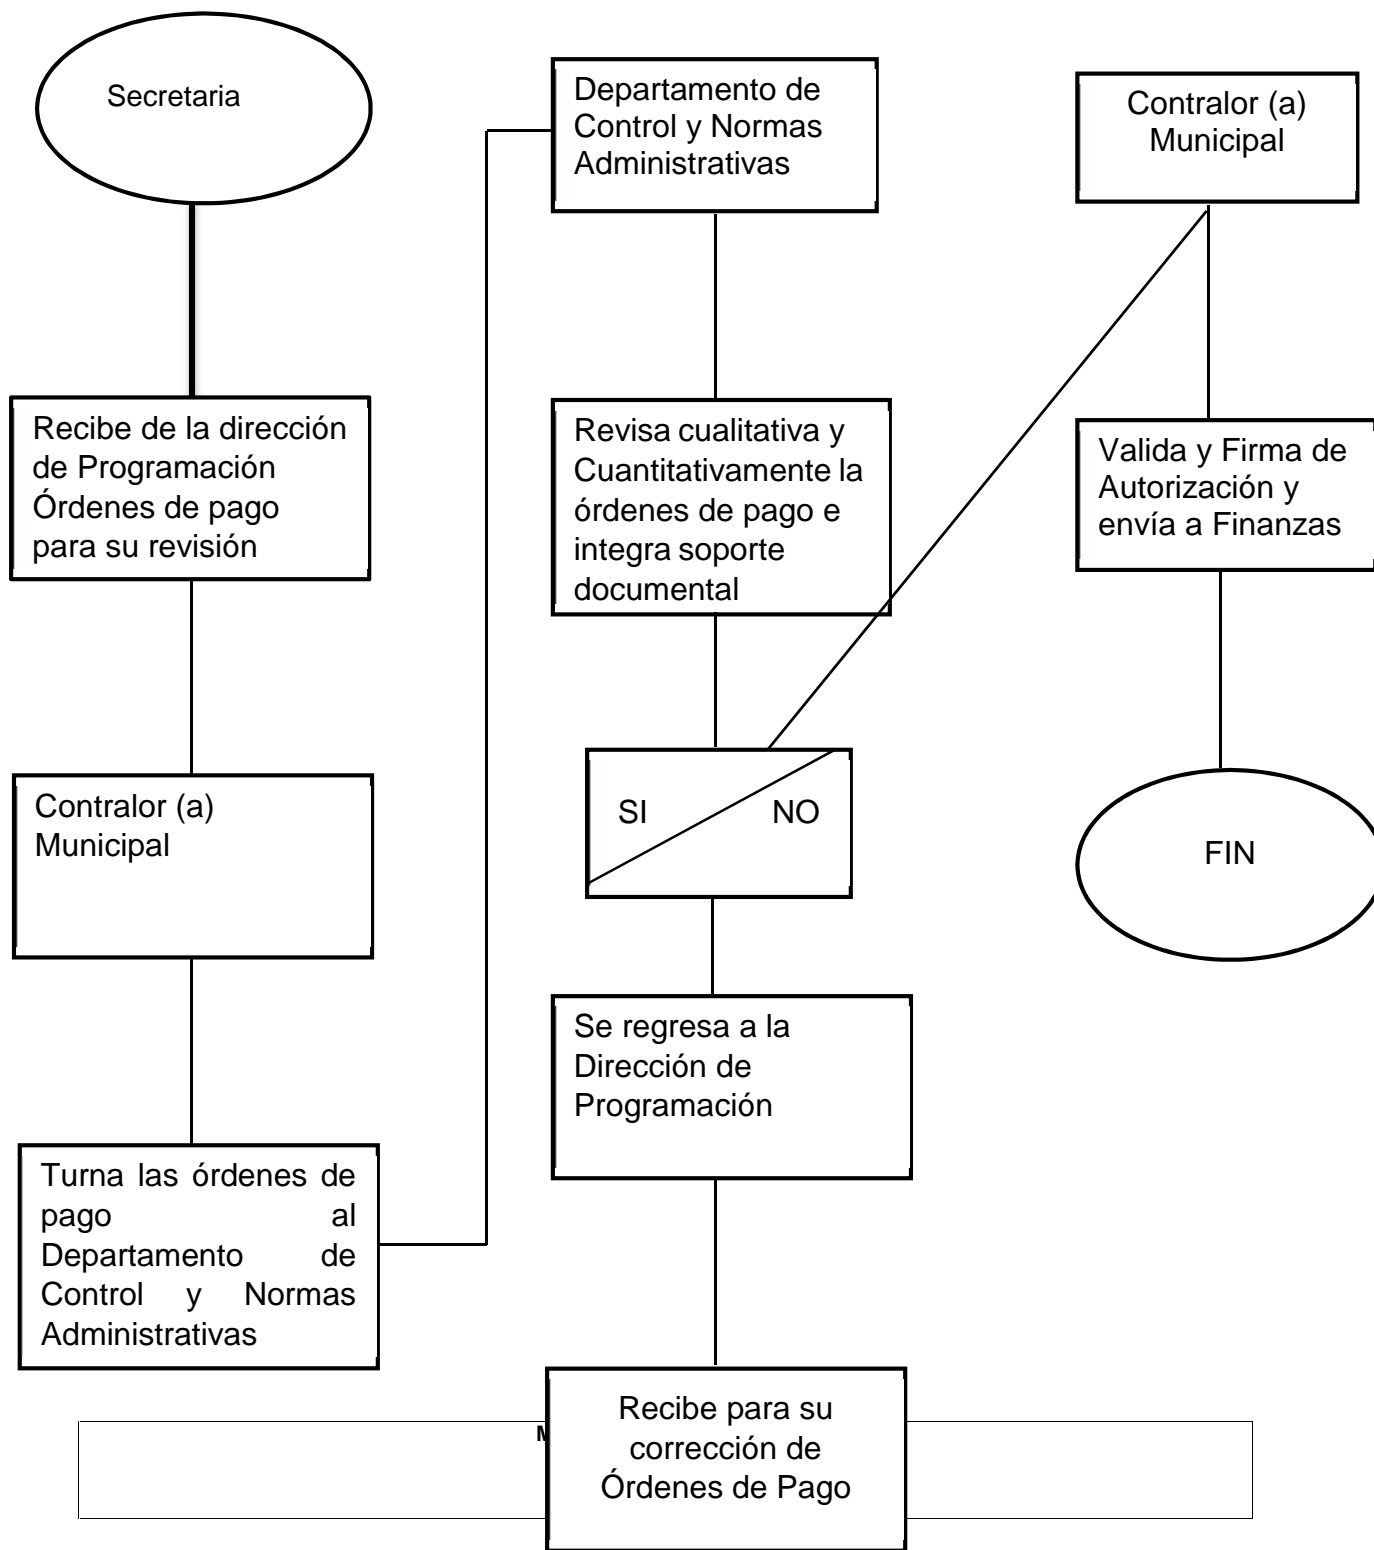 Secretaria
Recibe de la dirección
de Programación
Órdenes de pago
para su revisión
Contralor (a)
Municipal
Turna las órdenes de
pago al
Departamento de
Control y Normas
Administrativas
Departamento de
Control y Normas
Administrativas
Revisa cualitativa y
Cuantitativamente la
órdenes de pago e
integra soporte
documental
SI NO
Se regresa a la
Dirección de
Programación
Recibe para su
corrección de
Órdenes de Pago
Contralor (a)
Municipal
Valida y Firma de
Autorización y
envía a Finanzas
FIN